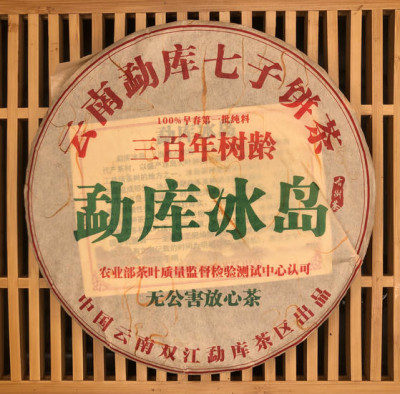 云南勐库七子饼茶
100%早春第一批纯料
三百年树龄
勐库冰岛
古树茶
农业部茶叶质量监督检验测试中心认可
无公害放心茶
中国云南双江勐库茶区出品